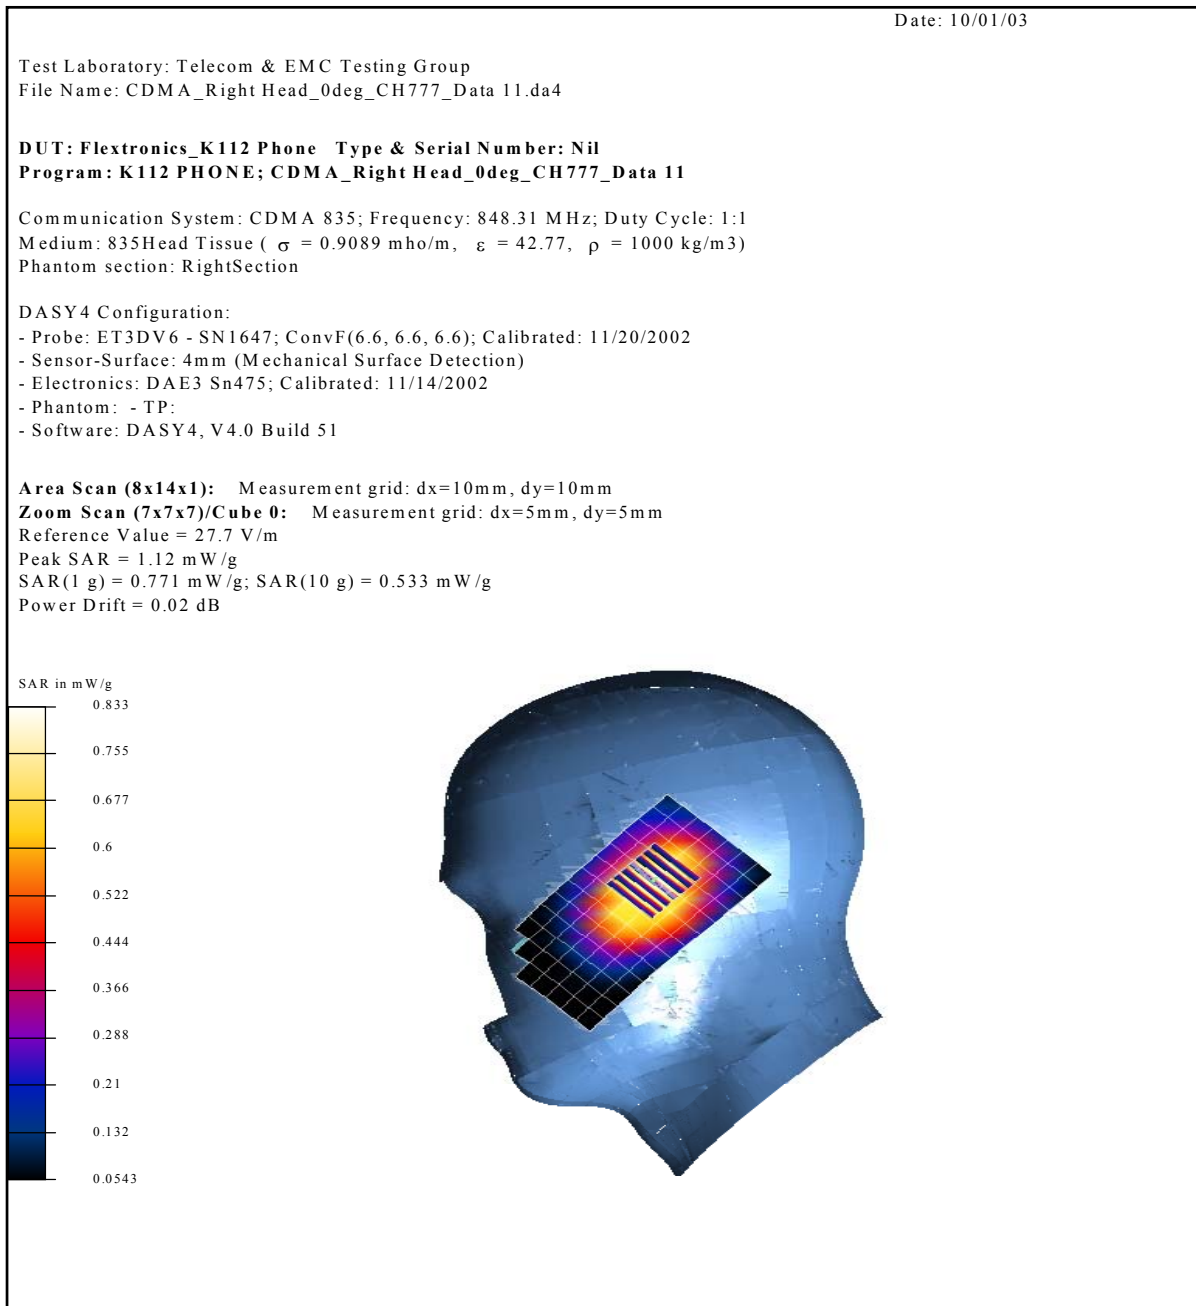 Date: 10/01/03
Test Laboratory: Telecom & EMC Testing Group
File Name: CDMA_Right Head_0deg_CH777_Data 11.da4
DUT: Flextronics_K112 Phone   Type & Serial Number: Nil
Program: K112 PHONE; CDMA_Right Head_0deg_CH777_Data 11
Communication System: CDMA 835; Frequency: 848.31 MHz; Duty Cycle: 1:1
Medium: 835Head Tissue ( σ = 0.9089 mho/m, ε = 42.77, ρ = 1000 kg/m3)
Phantom section: RightSection
DASY4 Configuration:
- Probe: ET3DV6 - SN1647; ConvF(6.6, 6.6, 6.6); Calibrated: 11/20/2002
- Sensor-Surface: 4mm (Mechanical Surface Detection)
- Electronics: DAE3 Sn475; Calibrated: 11/14/2002
- Phantom: - TP:
- Software: DASY4, V4.0 Build 51
Area Scan (8x14x1): Measurement grid: dx=10mm, dy=10mm
Zoom Scan (7x7x7)/Cube 0: Measurement grid: dx=5mm, dy=5mm
Reference Value = 27.7 V/m
Peak SAR = 1.12 mW/g
SAR(1 g) = 0.771 mW/g; SAR(10 g) = 0.533 mW/g
Power Drift = 0.02 dB
SAR in mW/g
0.833
0.755
0.677
0.6
0.522
0.444
0.366
0.288
0.21
0.132
0.0543